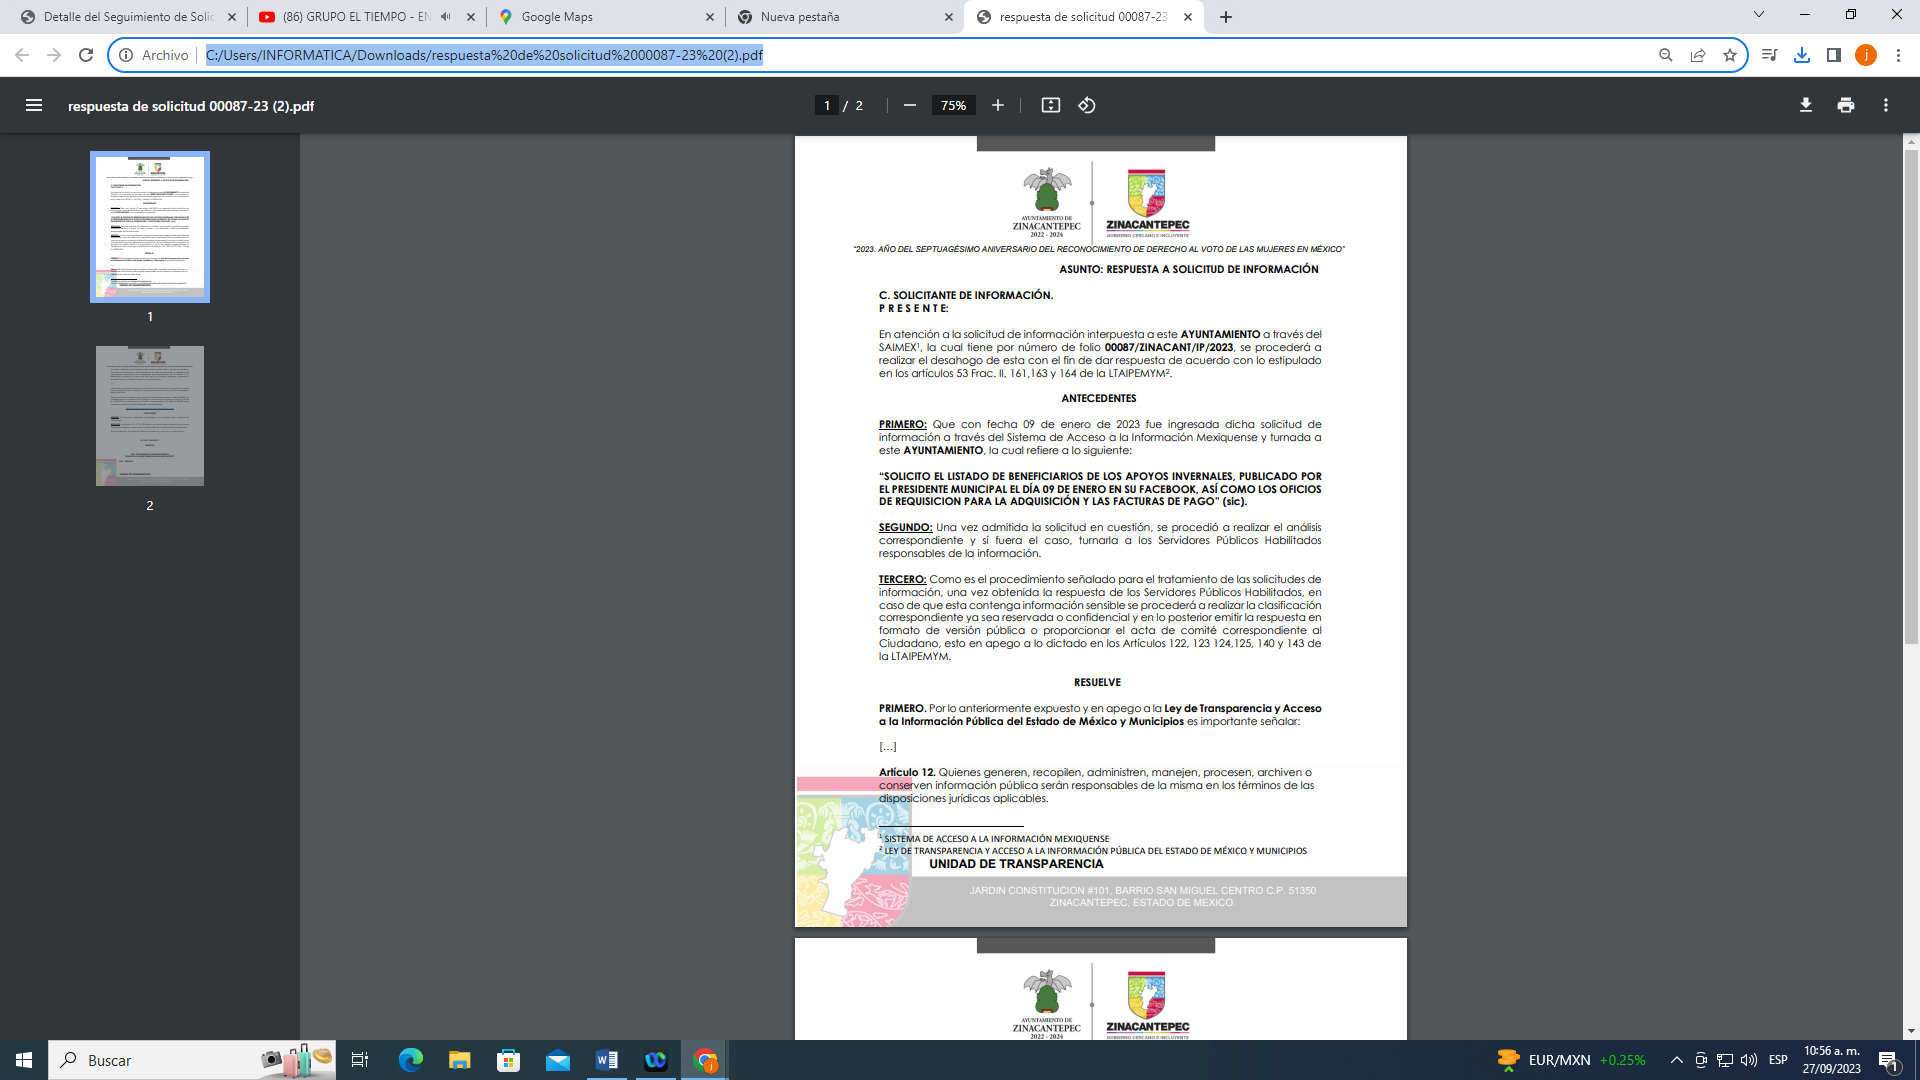 Detalle del Seguimiento de Solic
(86) GRUPO EL TIEMPO - EN
Google Maps
Nueva pestaña
respuesta de solicitud 00087-23
Archivo
C:/Users/INFORMATICA/Downloads/respuesta%20de%20solicitud%2000087-23%20(2).pdf
j
respuesta de solicitud 00087-23 (2).pdf
1 / 2
75%
1
2
AYUNTAMIENTO DE
ZINACANTEPEC
2022 - 2024
ZINACANTEPEC
GOBIERNO CERCANO E INCLUYENTE
"2023. AÑO DEL SEPTUAGÉSIMO ANIVERSARIO DEL RECONOCIMIENTO DE DERECHO AL VOTO DE LAS MUJERES EN MÉXICO"
ASUNTO: RESPUESTA A SOLICITUD DE INFORMACIÓN
C. SOLICITANTE DE INFORMACIÓN.
P R E S E N T E:
En atención a la solicitud de información interpuesta a este AYUNTAMIENTO a través del
SAIMEX¹, la cual tiene por número de folio 00087/ZINACANT/IP/2023, se procederá a
realizar el desahogo de esta con el fin de dar respuesta de acuerdo con lo estipulado
en los artículos 53 Frac. II, 161,163 y 164 de la LTAIPEMYM².
ANTECEDENTES
PRIMERO: Que con fecha 09 de enero de 2023 fue ingresada dicha solicitud de
información a través del Sistema de Acceso a la Información Mexiquense y turnada a
este AYUNTAMIENTO, la cual refiere a lo siguiente:
"SOLICITO EL LISTADO DE BENEFICIARIOS DE LOS APOYOS INVERNALES, PUBLICADO POR
EL PRESIDENTE MUNICIPAL EL DÍA 09 DE ENERO EN SU FACEBOOK, ASÍ COMO LOS OFICIOS
DE REQUISICION PARA LA ADQUISICIÓN Y LAS FACTURAS DE PAGO" (sic).
SEGUNDO: Una vez admitida la solicitud en cuestión, se procedió a realizar el análisis
correspondiente y sí fuera el caso, turnarla a los Servidores Públicos Habilitados
responsables de la información.
TERCERO: Como es el procedimiento señalado para el tratamiento de las solicitudes de
información, una vez obtenida la respuesta de los Servidores Públicos Habilitados, en
caso de que esta contenga información sensible se procederá a realizar la clasificación
correspondiente ya sea reservada o confidencial y en lo posterior emitir la respuesta en
formato de versión pública o proporcionar el acta de comité correspondiente al
Ciudadano, esto en apego a lo dictado en los Artículos 122, 123 124,125, 140 y 143 de
la LTAIPEMYM.
RESUELVE
PRIMERO. Por lo anteriormente expuesto y en apego a la Ley de Transparencia y Acceso
a la Información Pública del Estado de México y Municipios es importante señalar:
[...]
Artículo 12. Quienes generen, recopilen, administren, manejen, procesen, archiven o
conserven información pública serán responsables de la misma en los términos de las
disposiciones jurídicas aplicables.
¹ SISTEMA DE ACCESO A LA INFORMACIÓN MEXIQUENSE
² LEY DE TRANSPARENCIA Y ACCESO A LA INFORMACIÓN PÚBLICA DEL ESTADO DE MÉXICO Y MUNICIPIOS
UNIDAD DE TRANSPARENCIA
JARDIN CONSTITUCION #101, BARRIO SAN MIGUEL CENTRO C.P. 51350
ZINACANTEPEC, ESTADO DE MEXICO.
AYUNTAMIENTO DE
ZINACANTEPEC
2022 - 2024
ZINACANTEPEC
Buscar
EUR/MXN +0.25%
ESP
10:56 a. m.
27/09/2023
1